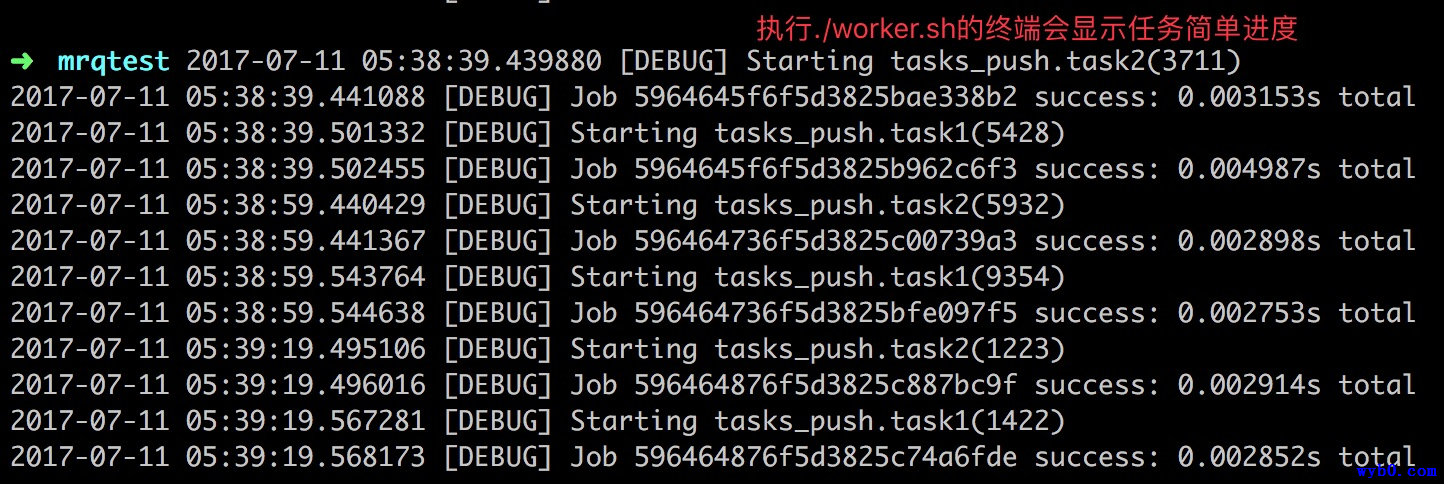 执行./worker.sh的终端会显示任务简单进度
➜ mrqtest 2017-07-11 05:38:39.439880 [DEBUG] Starting tasks_push.task2(3711)
2017-07-11 05:38:39.441088 [DEBUG] Job 5964645f6f5d3825bae338b2 success: 0.003153s total
2017-07-11 05:38:39.501332 [DEBUG] Starting tasks_push.task1(5428)
2017-07-11 05:38:39.502455 [DEBUG] Job 5964645f6f5d3825b962c6f3 success: 0.004987s total
2017-07-11 05:38:59.440429 [DEBUG] Starting tasks_push.task2(5932)
2017-07-11 05:38:59.441367 [DEBUG] Job 596464736f5d3825c00739a3 success: 0.002898s total
2017-07-11 05:38:59.543764 [DEBUG] Starting tasks_push.task1(9354)
2017-07-11 05:38:59.544638 [DEBUG] Job 596464736f5d3825bfe097f5 success: 0.002753s total
2017-07-11 05:39:19.495106 [DEBUG] Starting tasks_push.task2(1223)
2017-07-11 05:39:19.496016 [DEBUG] Job 596464876f5d3825c887bc9f success: 0.002914s total
2017-07-11 05:39:19.567281 [DEBUG] Starting tasks_push.task1(1422)
2017-07-11 05:39:19.568173 [DEBUG] Job 596464876f5d3825c74a6fde success: 0.002852s total
wyb0.com